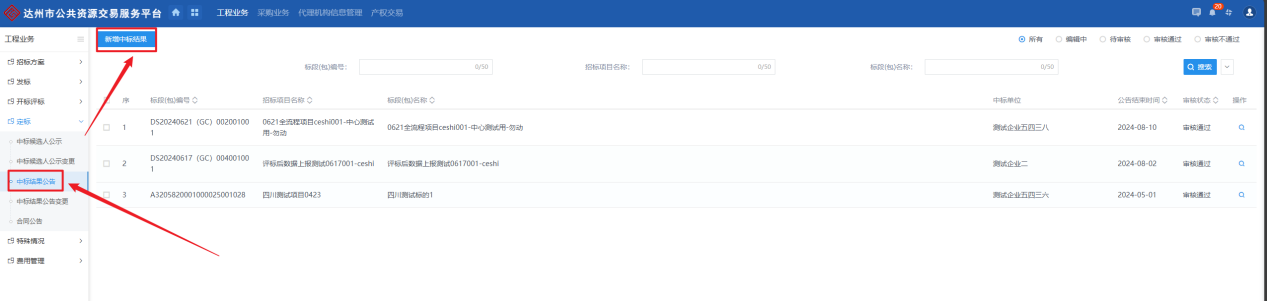 达州市公共资源交易服务平台 工程业务 采购业务 代理机构信息管理 产权交易 20
工程业务
招标方案
发标
开标评标
定标
中标候选人公示
中标候选人公示变更
中标结果公告
中标结果公告变更
合同公告
特殊情况
费用管理
新增中标结果 所有 编辑中 待审核 审核通过 审核不通过
标段(包)编号: 0/50 招标项目名称: 0/50 标段(包)名称: 0/50 搜索
序 标段(包)编号 招标项目名称 标段(包)名称 中标单位 公告结束时间 审核状态 操作
1 DS20240621（GC）00200100 0621全流程项目ceshi001-中心测试 0621全流程项目ceshi001-中心测试用-勿动 测试企业五四三八 2024-08-10 审核通过
1 用-勿动
2 DS20240617（GC）00400100 评标后数据上报测试0617001-ceshi 评标后数据上报测试0617001-ceshi 测试企业二 2024-08-02 审核通过
1
3 A3205820001000025001028 四川测试项目0423 四川测试标的1 测试企业五四三六 2024-05-01 审核通过